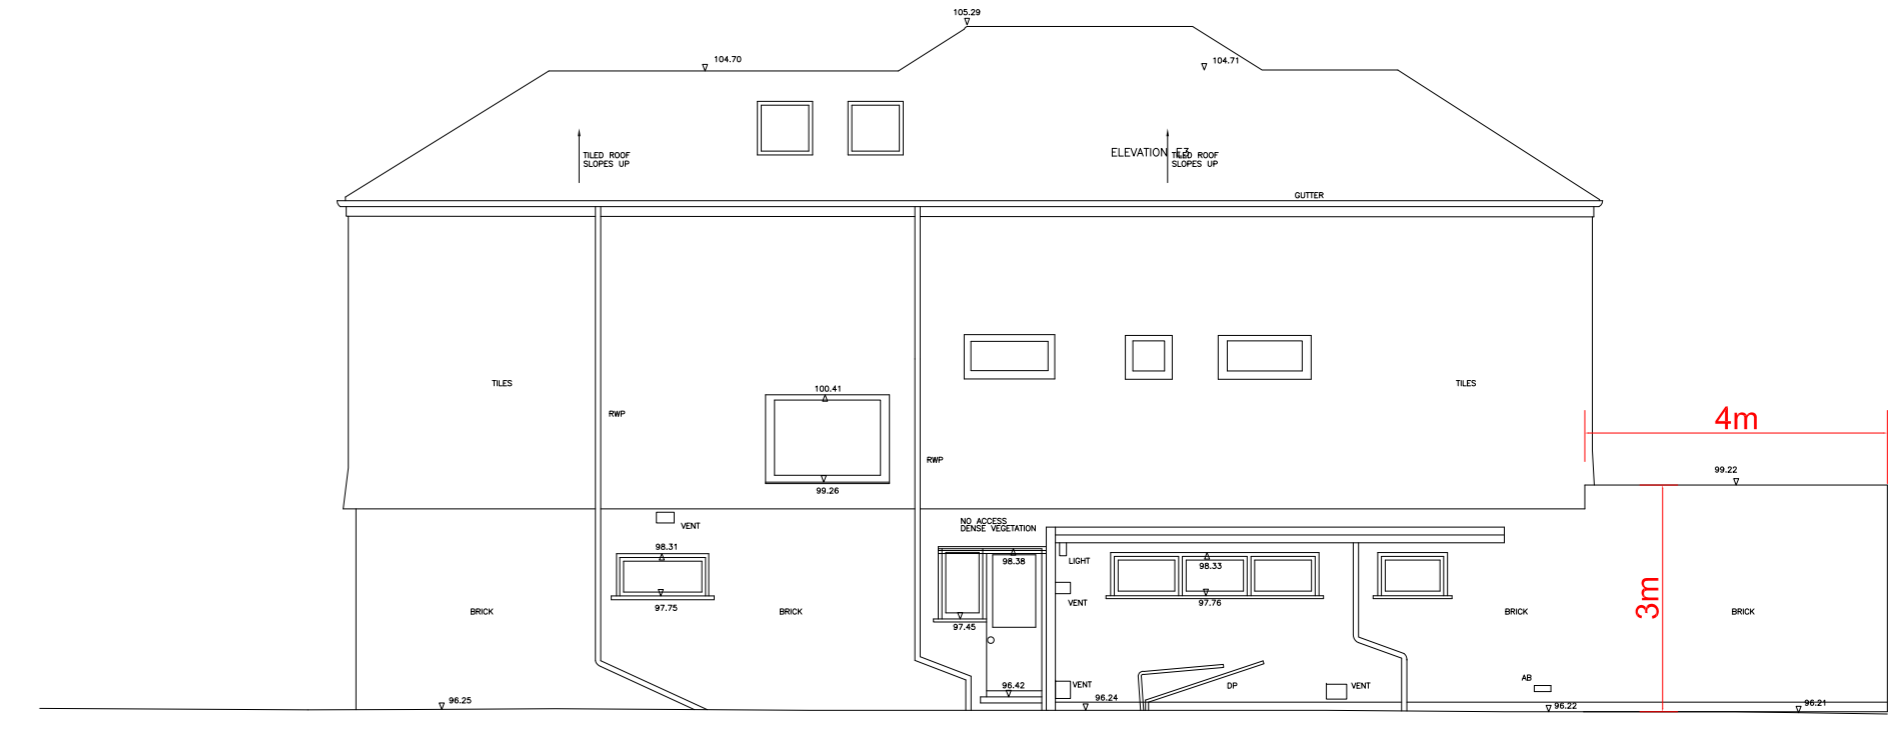 105.29
104.70
104.71
TILED ROOF
SLOPES UP
ELEVATION E3
TILED ROOF
SLOPES UP
GUTTER
TILES
100.41
TILES
RWP
4m
RWP
99.22
99.26
NO ACCESS
DENSE VEGETATION
VENT
98.31
98.38
LIGHT
98.33
97.75
VENT
97.76
3m
BRICK
BRICK
97.45
BRICK
BRICK
96.42
VENT
DP
VENT
AB
96.25
96.24
96.22
96.21